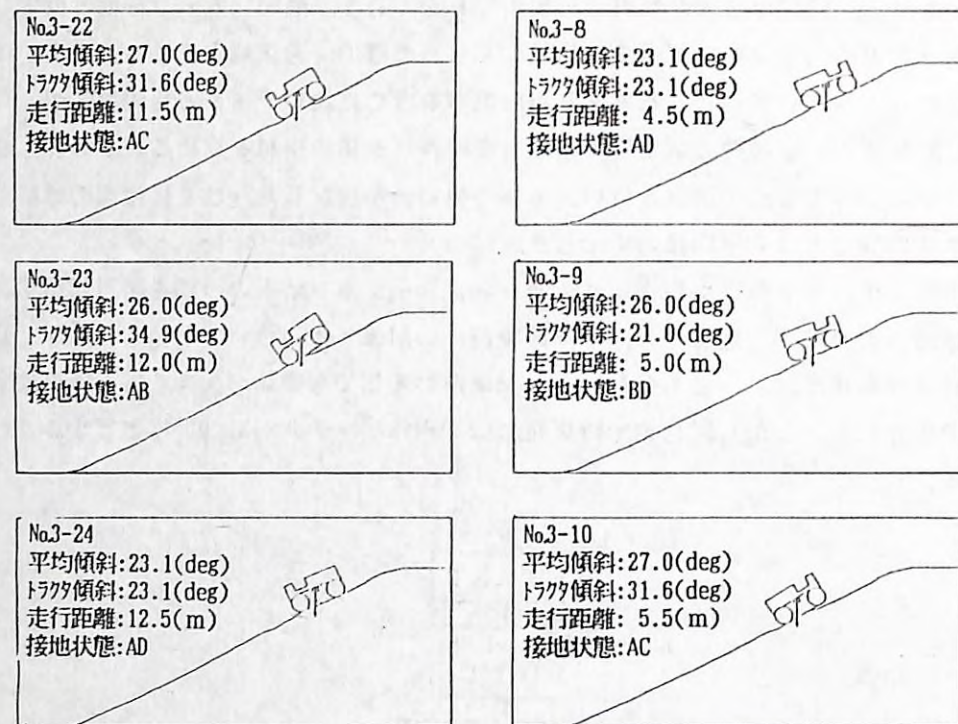 No.3-22
平均傾斜:27.0(deg)
トラクタ傾斜:31.6(deg)
走行距離:11.5(m)
接地状態:AC
No.3-23
平均傾斜:26.0(deg)
トラクタ傾斜:34.9(deg)
走行距離:12.0(m)
接地状態:AB
No.3-24
平均傾斜:23.1(deg)
トラクタ傾斜:23.1(deg)
走行距離:12.5(m)
接地状態:AD
No.3-8
平均傾斜:23.1(deg)
トラクタ傾斜:23.1(deg)
走行距離: 4.5(m)
接地状態:AD
No.3-9
平均傾斜:26.0(deg)
トラクタ傾斜:21.0(deg)
走行距離: 5.0(m)
接地状態:BD
No.3-10
平均傾斜:27.0(deg)
トラクタ傾斜:31.6(deg)
走行距離: 5.5(m)
接地状態:AC